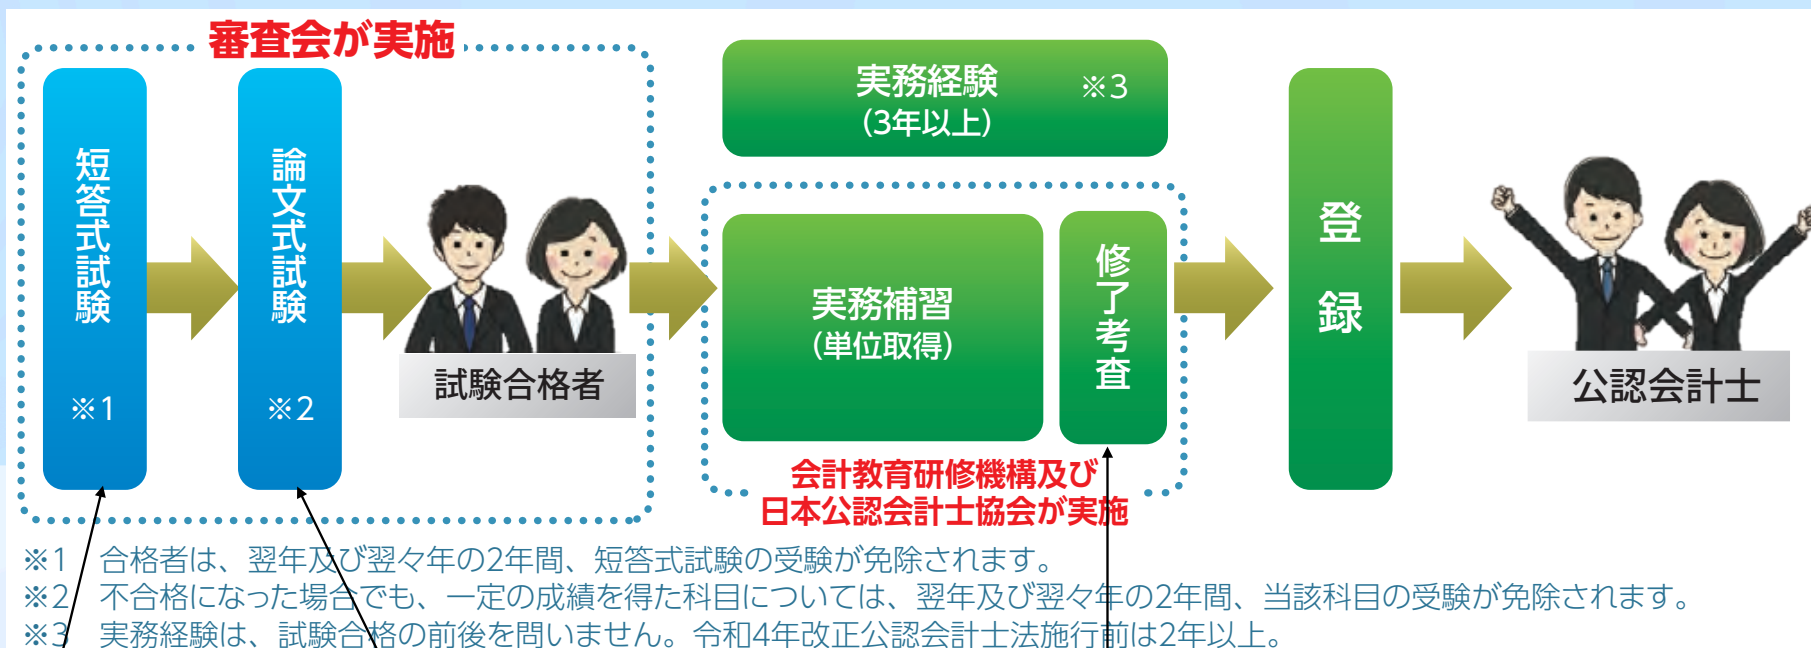 審査会が実施
短答式試験
※1
論文式試験
※2
試験合格者
実務経験 ※3
(3年以上)
実務補習
(単位取得)
修了考査
会計教育研修機構及び
日本公認会計士協会が実施
登録
公認会計士
※1 合格者は、翌年及び翌々年の2年間、短答式試験の受験が免除されます。
※2 不合格になった場合でも、一定の成績を得た科目については、翌年及び翌々年の2年間、当該科目の受験が免除されます。
※3 実務経験は、試験合格の前後を問いません。令和4年改正公認会計士法施行前は2年以上。